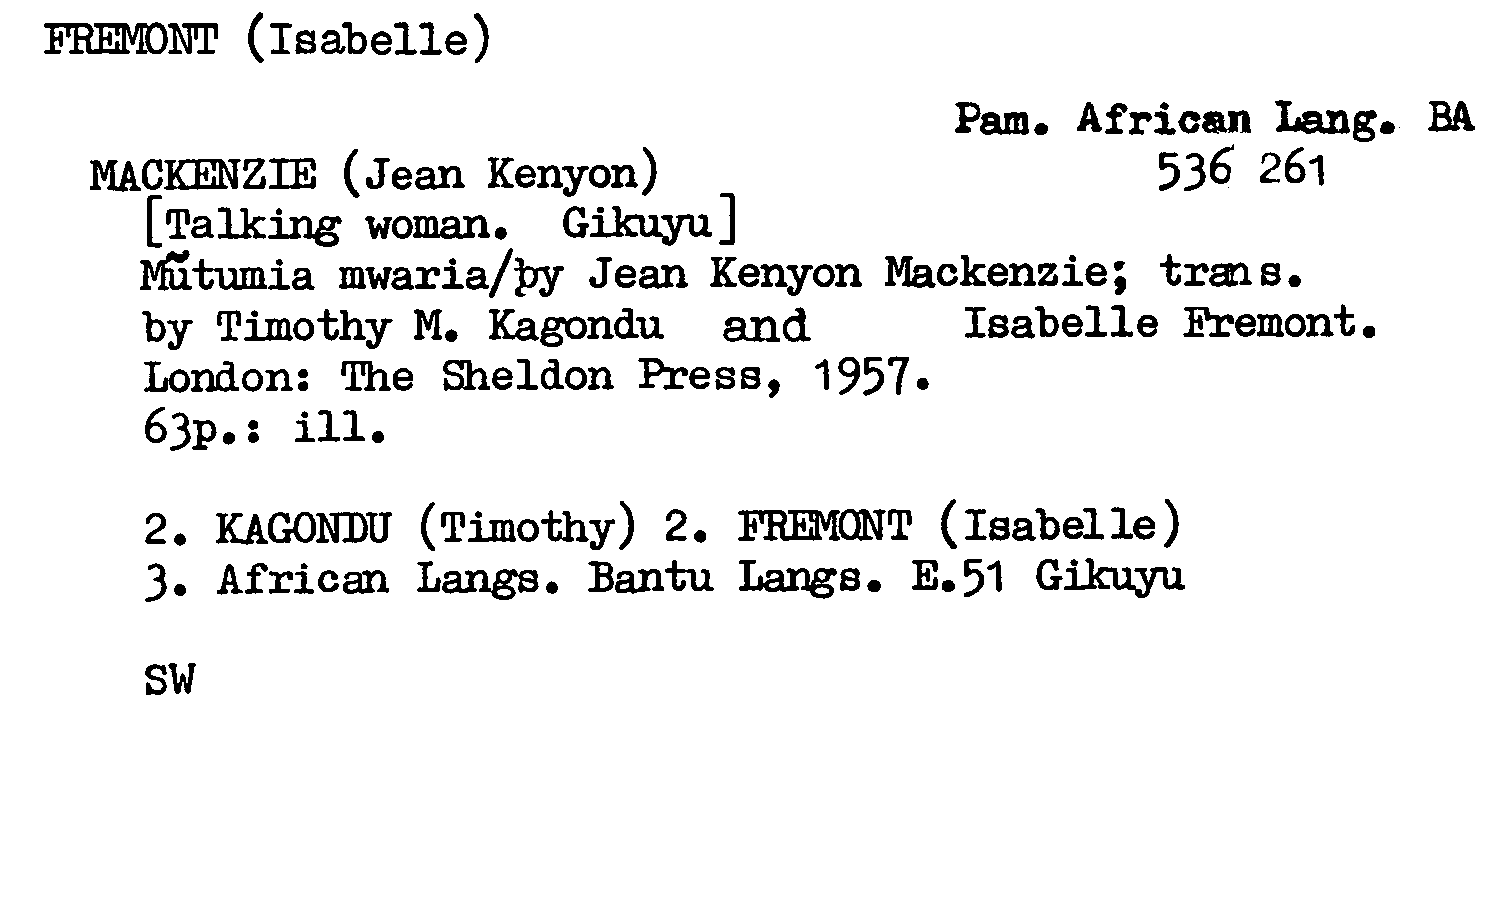 FREMONT (Isabelle)
Pam. African Lang. BA
536 261
MACKENZIE (Jean Kenyon)
[Talking woman. Gikuyu]
Mũtumia mwaria/by Jean Kenyon Mackenzie; trans.
by Timothy M. Kagondu and Isabelle Fremont.
London: The Sheldon Press, 1957.
63p.: ill.
2. KAGONDU (Timothy) 2. FREMONT (Isabelle)
3. African Langs. Bantu Langs. E.51 Gikuyu
SW